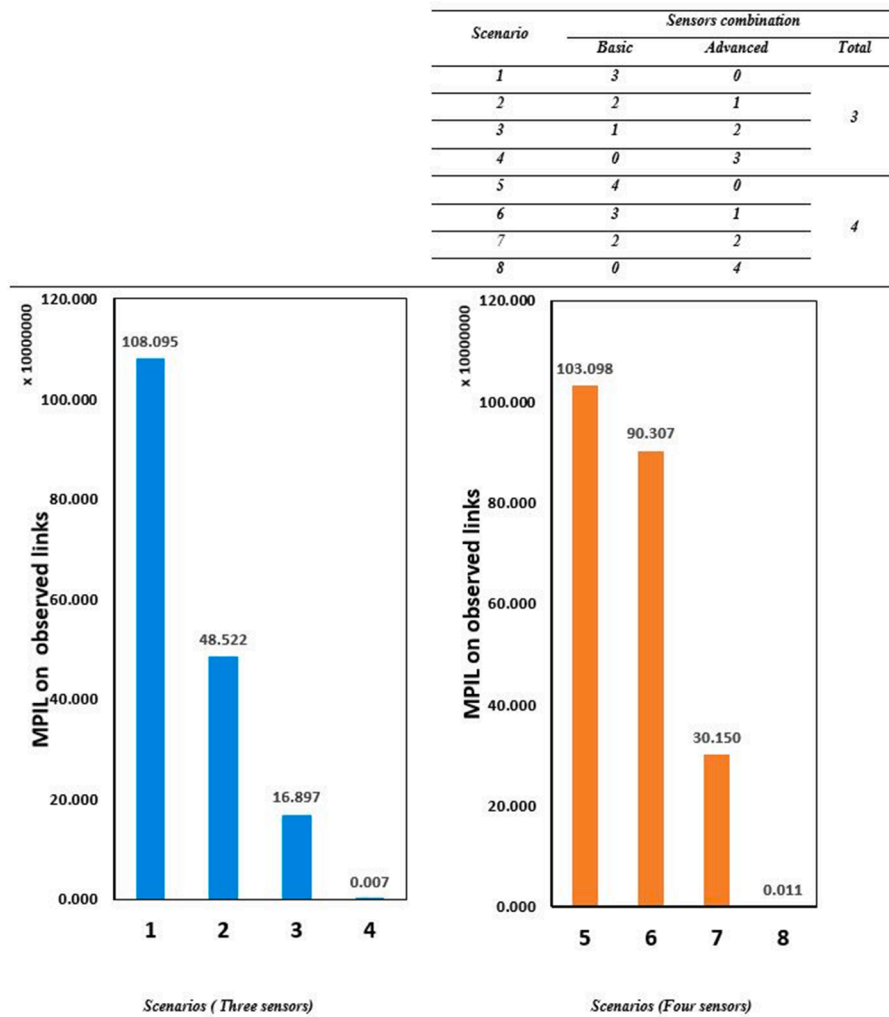 Sensors combination
Scenario
Basic Advanced Total
1 3 0
2 2 1
3
3 1 2
4 0 3
5 4 0
6 3 1
4
7 2 2
8 0 4
x 10000000
MPIL on observed links
120.000
100.000
80.000
60.000
40.000
20.000
0.000
108.095
48.522
16.897
0.007
1 2 3 4
Scenarios ( Three sensors)
x 10000000
MPIL on observed links
120.000
100.000
80.000
60.000
40.000
20.000
0.000
103.098
90.307
30.150
0.011
5 6 7 8
Scenarios (Four sensors)